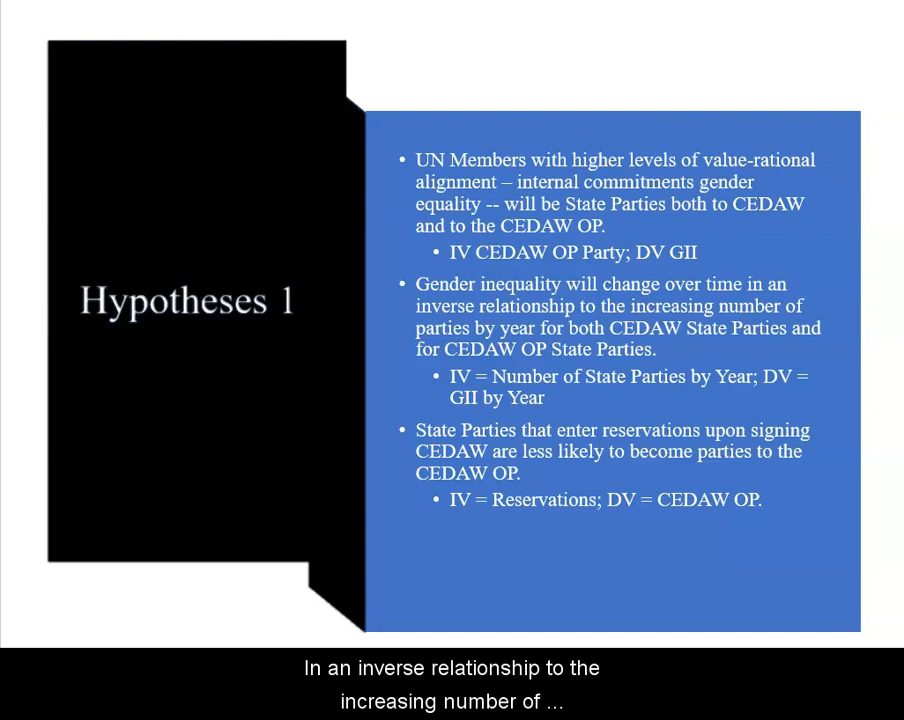 Hypotheses 1
• UN Members with higher levels of value-rational
alignment – internal commitments gender
equality -- will be State Parties both to CEDAW
and to the CEDAW OP.
• IV CEDAW OP Party; DV GII
• Gender inequality will change over time in an
inverse relationship to the increasing number of
parties by year for both CEDAW State Parties and
for CEDAW OP State Parties.
• IV = Number of State Parties by Year; DV =
GII by Year
• State Parties that enter reservations upon signing
CEDAW are less likely to become parties to the
CEDAW OP.
• IV = Reservations; DV = CEDAW OP.
In an inverse relationship to the
increasing number of ...